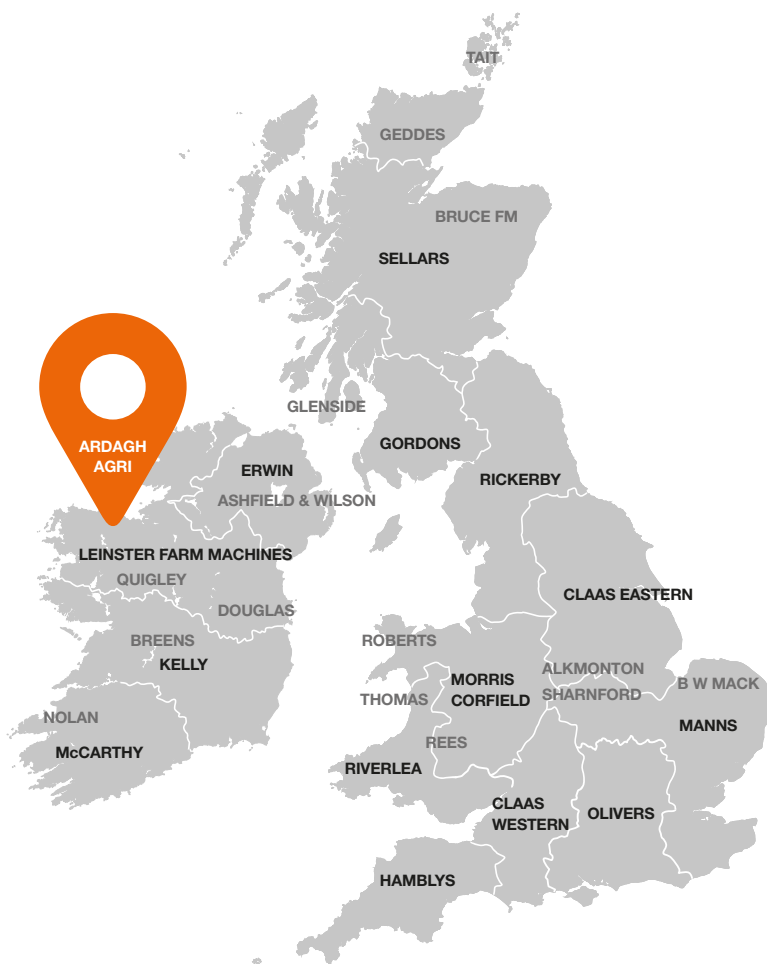 TAIT
GEDDES
BRUCE FM
SELLARS
GLENSIDE
ARDAGH
AGRI
GORDONS
ERWIN
RICKERBY
ASHFIELD & WILSON
LEINSTER FARM MACHINES
QUIGLEY
CLAAS EASTERN
DOUGLAS
BREENS
ROBERTS
KELLY
ALKMONTON
MORRIS
CORFIELD
B W MACK
THOMAS
SHARNFORD
NOLAN
MANNS
REES
McCARTHY
RIVERLEA
CLAAS
WESTERN
OLIVERS
HAMBLYS